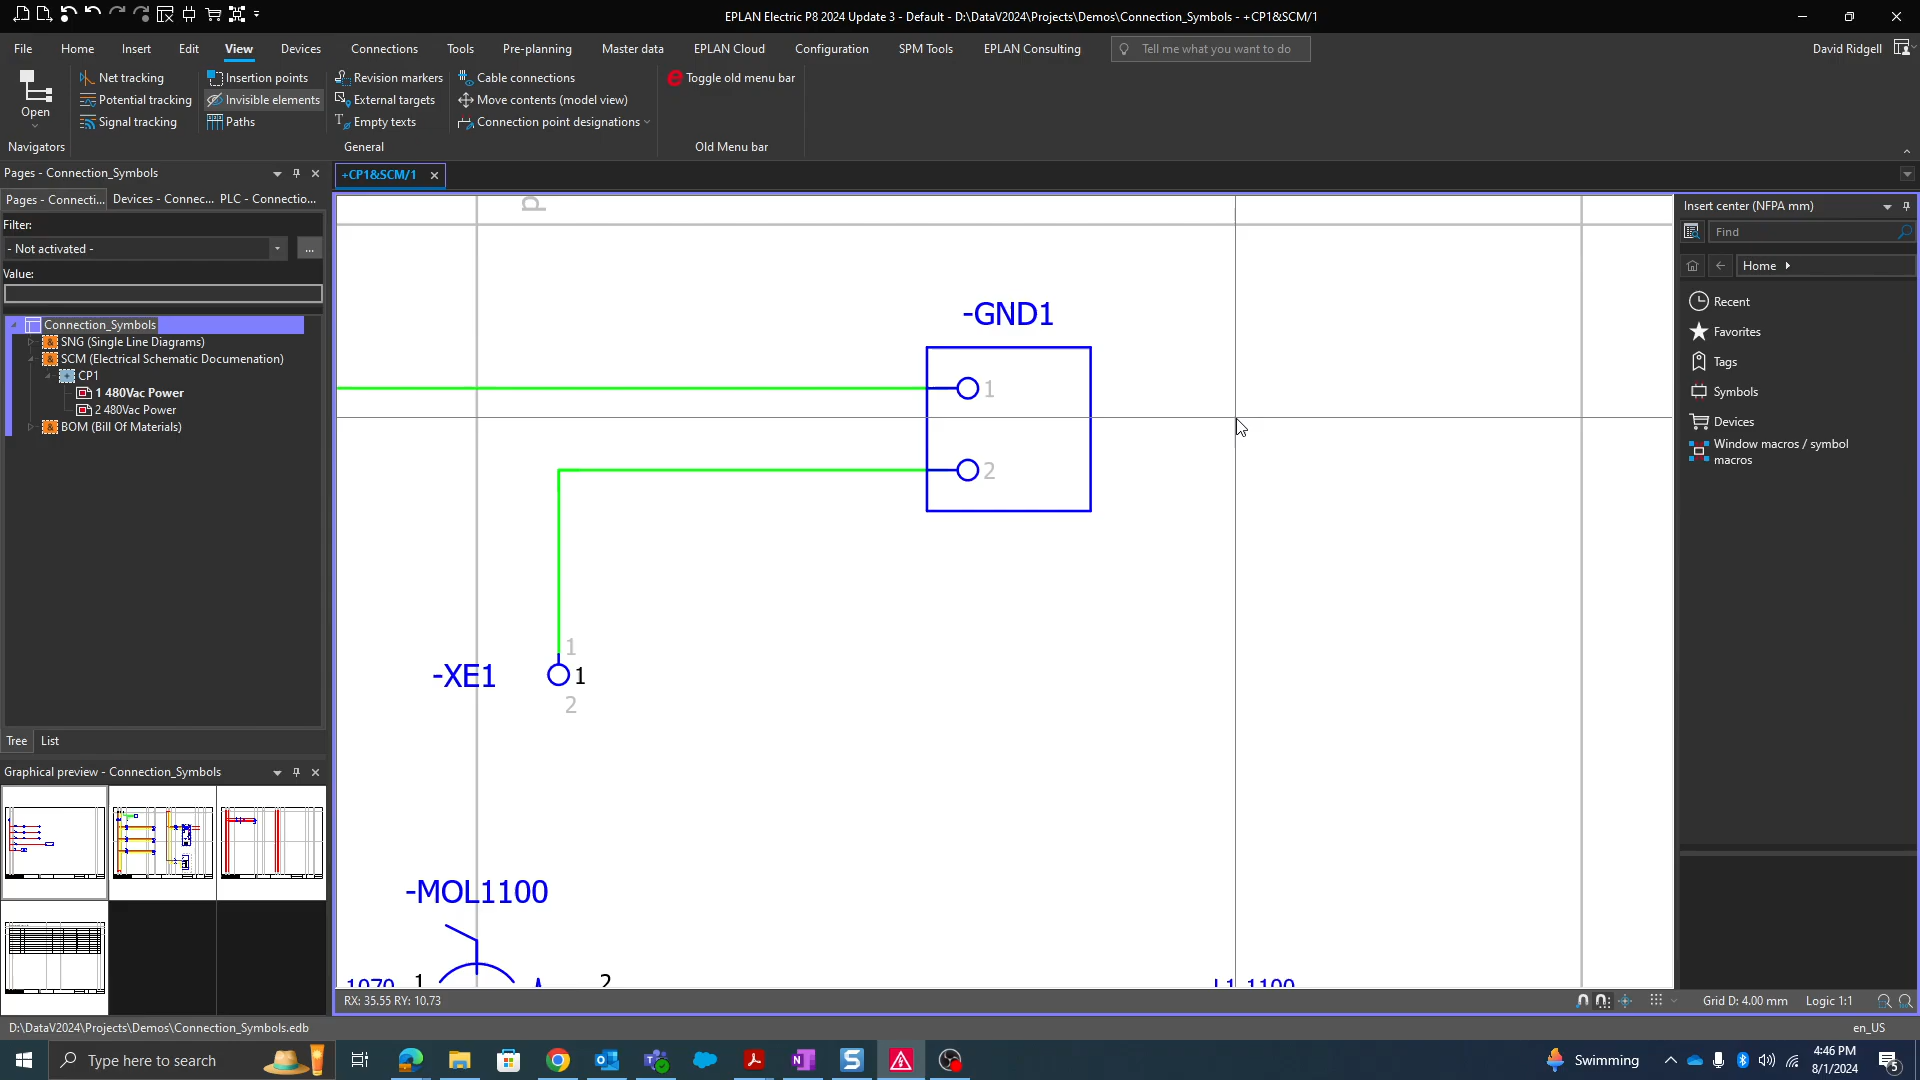 EPLAN Electric P8 2024 Update 3 - Default - D:\DataV2024\Projects\Demos\Connection_Symbols - +CP1&SCM/1
File Home Insert Edit View Devices Connections Tools Pre-planning Master data EPLAN Cloud Configuration SPM Tools EPLAN Consulting Tell me what you want to do David Ridgell
Net tracking Insertion points Revision markers Cable connections Toggle old menu bar
Potential tracking Invisible elements External targets Move contents (model view)
Open
Signal tracking Paths Empty texts Connection point designations
Navigators General Old Menu bar
Pages - Connection_Symbols
+CP1&SCM/1
Pages - Connecti... Devices - Connec... PLC - Connectio...
Filter:
- Not activated -
...
Value:
Connection_Symbols
SNG (Single Line Diagrams)
SCM (Electrical Schematic Documenation)
CP1
1 480Vac Power
2 480Vac Power
BOM (Bill Of Materials)
Tree List
Graphical preview - Connection_Symbols
-GND1
1
2
1
-XE1
1
2
-MOL1100
1070
1
2
L1-1100
Insert center (NFPA mm)
Find
Home
Recent
Favorites
Tags
Symbols
Devices
Window macros / symbol
macros
RX: 35.55 RY: 10.73
Grid D: 4.00 mm Logic 1:1
D:\DataV2024\Projects\Demos\Connection_Symbols.edb
en_US
Type here to search
Swimming
4:46 PM
8/1/2024
5